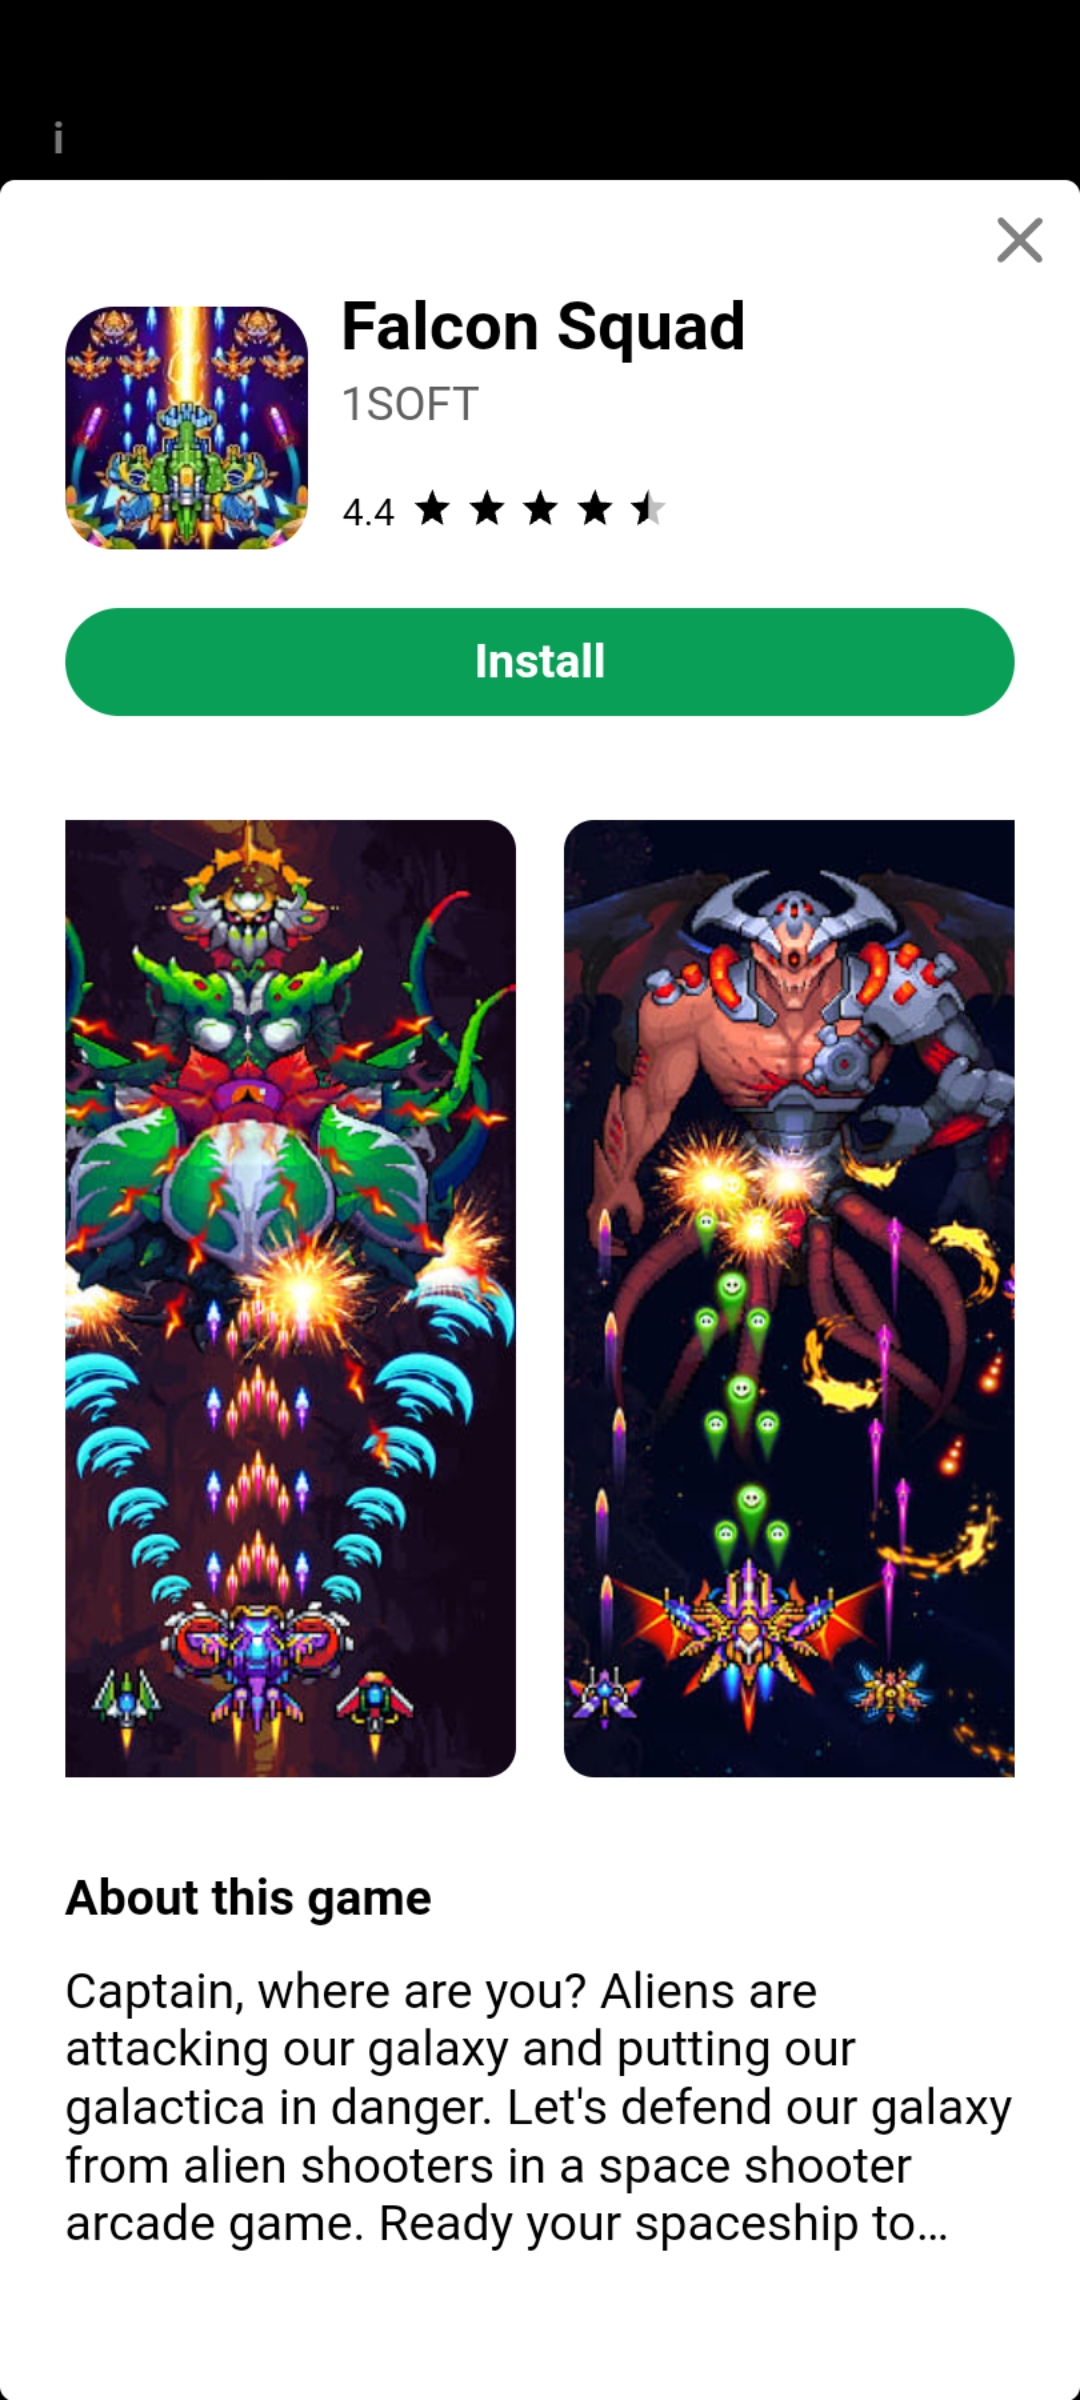 i
Falcon Squad
1SOFT
4.4
Install
About this game
Captain, where are you? Aliens are
attacking our galaxy and putting our
galactica in danger. Let's defend our galaxy
from alien shooters in a space shooter
arcade game. Ready your spaceship to…